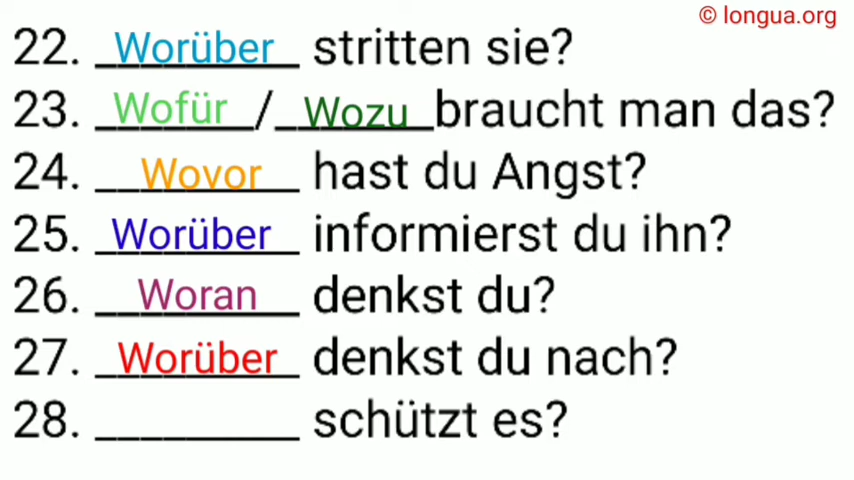 © longua.org
22. Worüber stritten sie?
23. Wofür / Wozu braucht man das?
24. Wovor hast du Angst?
25. Worüber informierst du ihn?
26. Woran denkst du?
27. Worüber denkst du nach?
28. __________ schützt es?